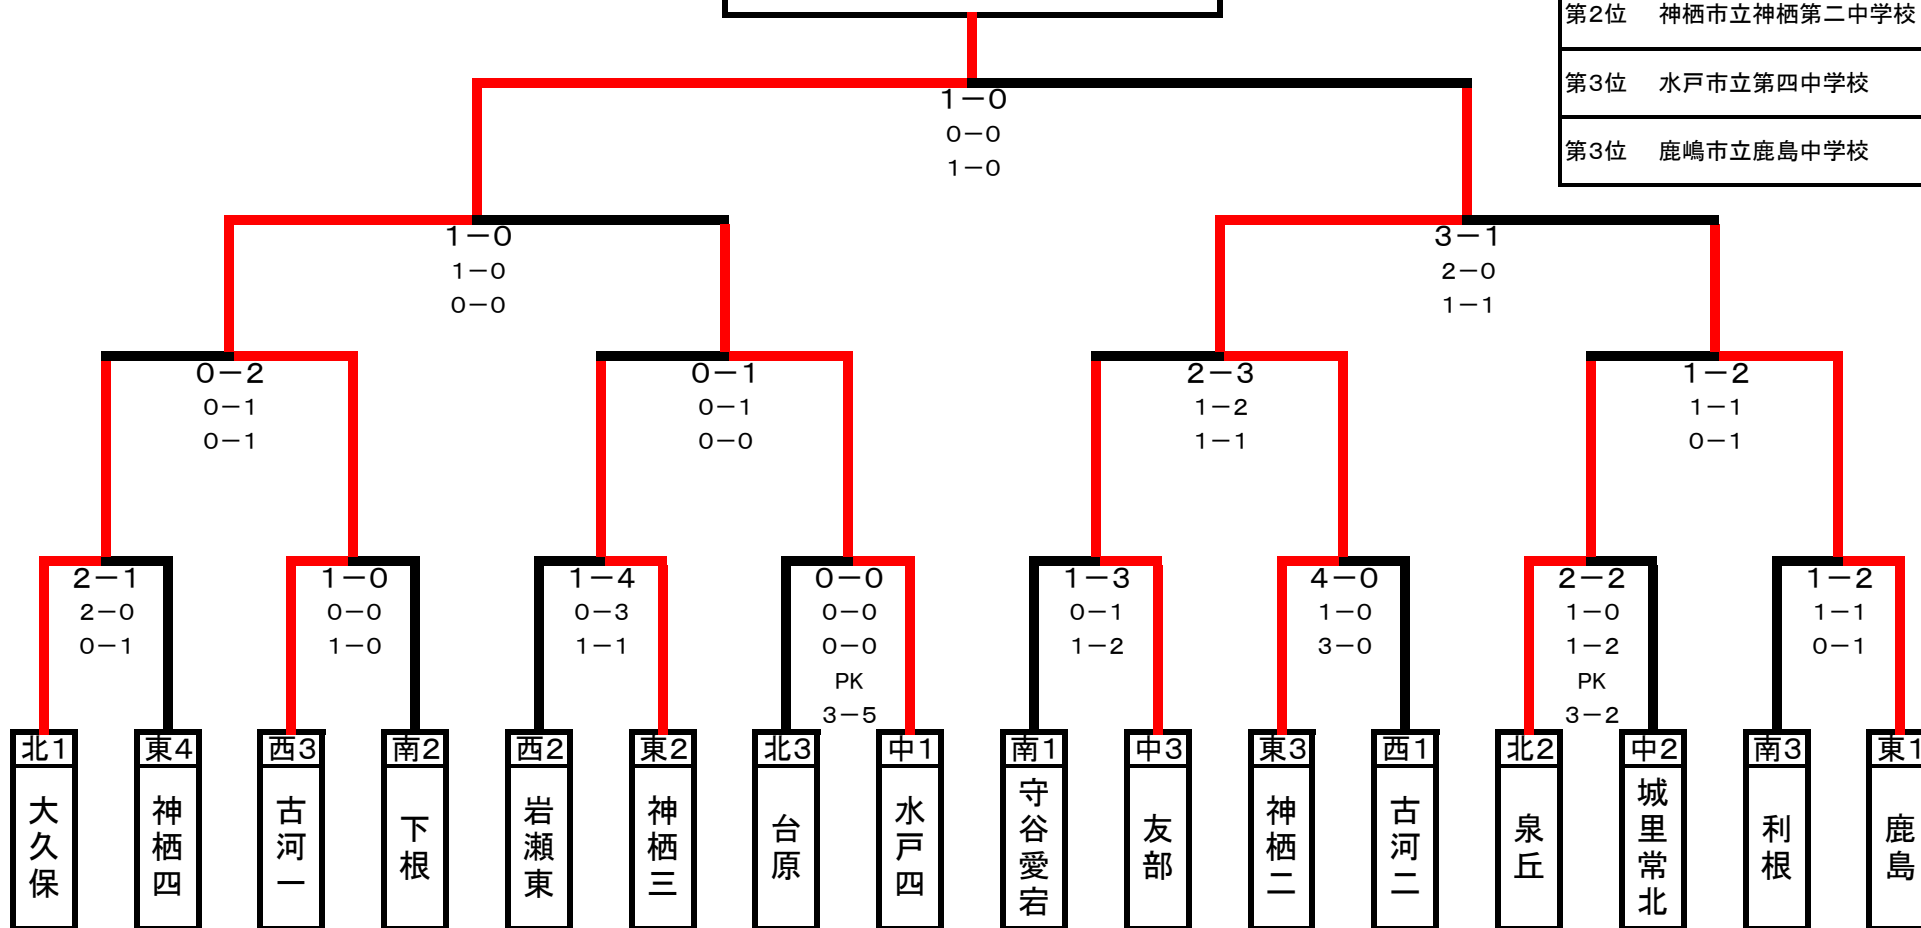 第2位 神栖市立神栖第二中学校
第3位 水戸市立第四中学校
第3位 鹿嶋市立鹿島中学校
1－0
0－0
1－0
1－0
1－0
0－0
3－1
2－0
1－1
0－2
0－1
0－1
0－1
0－1
0－0
2－3
1－2
1－1
1－2
1－1
0－1
2－1
2－0
0－1
1－0
0－0
1－0
1－4
0－3
1－1
0－0
0－0
0－0
PK
3－5
1－3
0－1
1－2
4－0
1－0
3－0
2－2
1－0
1－2
PK
3－2
1－2
1－1
0－1
北1
大久保
東4
神栖四
西3
古河一
南2
下根
西2
岩瀬東
東2
神栖三
北3
台原
中1
水戸四
南1
守谷愛宕
中3
友部
東3
神栖二
西1
古河二
北2
泉丘
中2
城里常北
南3
利根
東1
鹿島